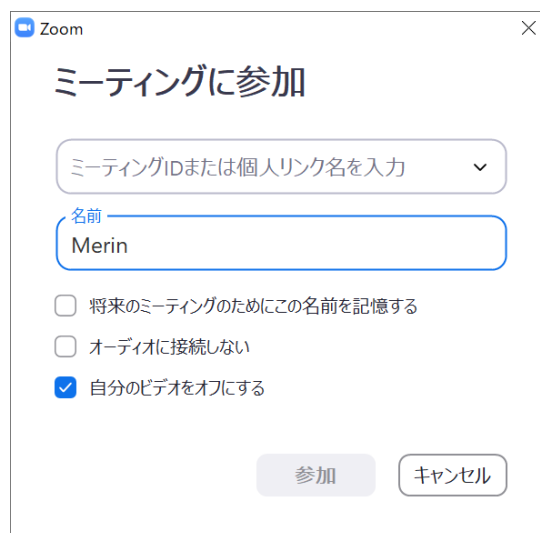 Zoom
ミーティングに参加
ミーティングIDまたは個人リンク名を入力
名前
Merin
将来のミーティングのためにこの名前を記憶する
オーディオに接続しない
自分のビデオをオフにする
参加
キャンセル